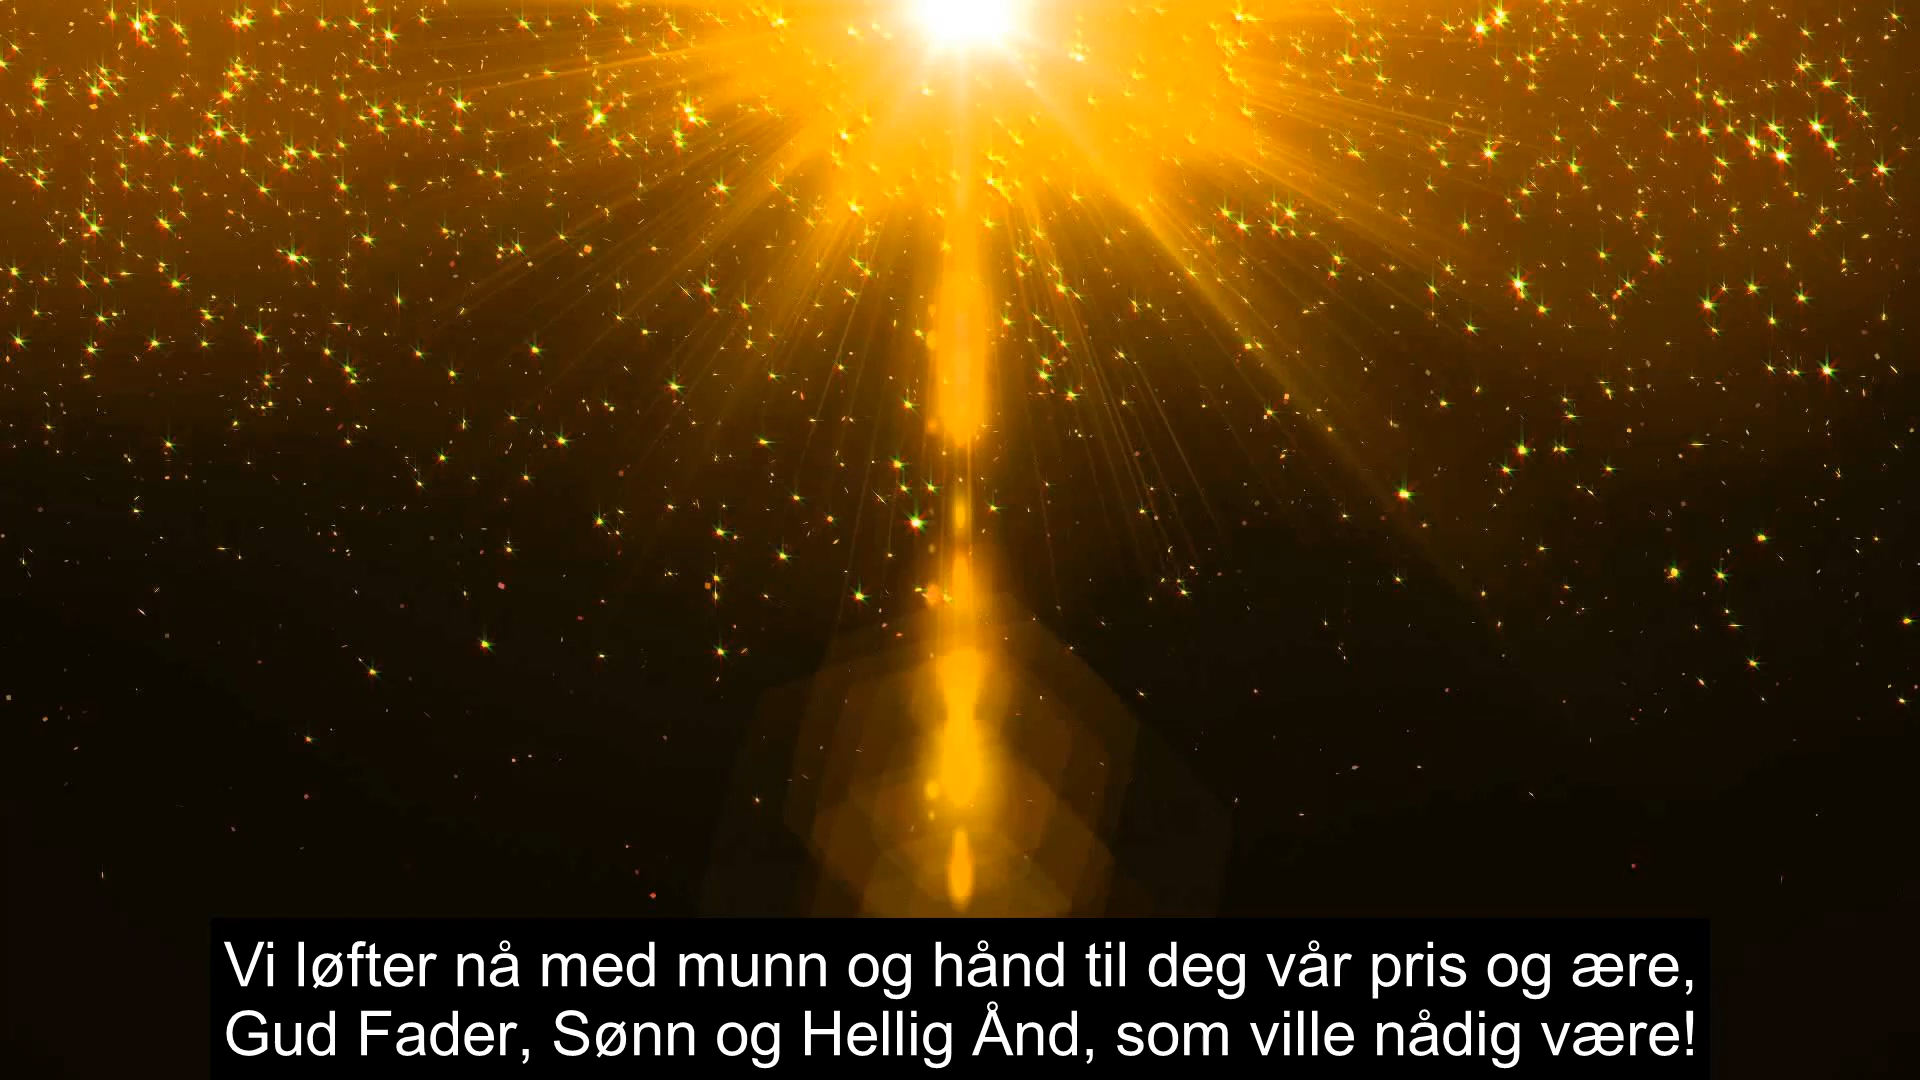 Vi løfter nå med munn og hånd til deg vår pris og ære,
Gud Fader, Sønn og Hellig Ånd, som ville nådig være!